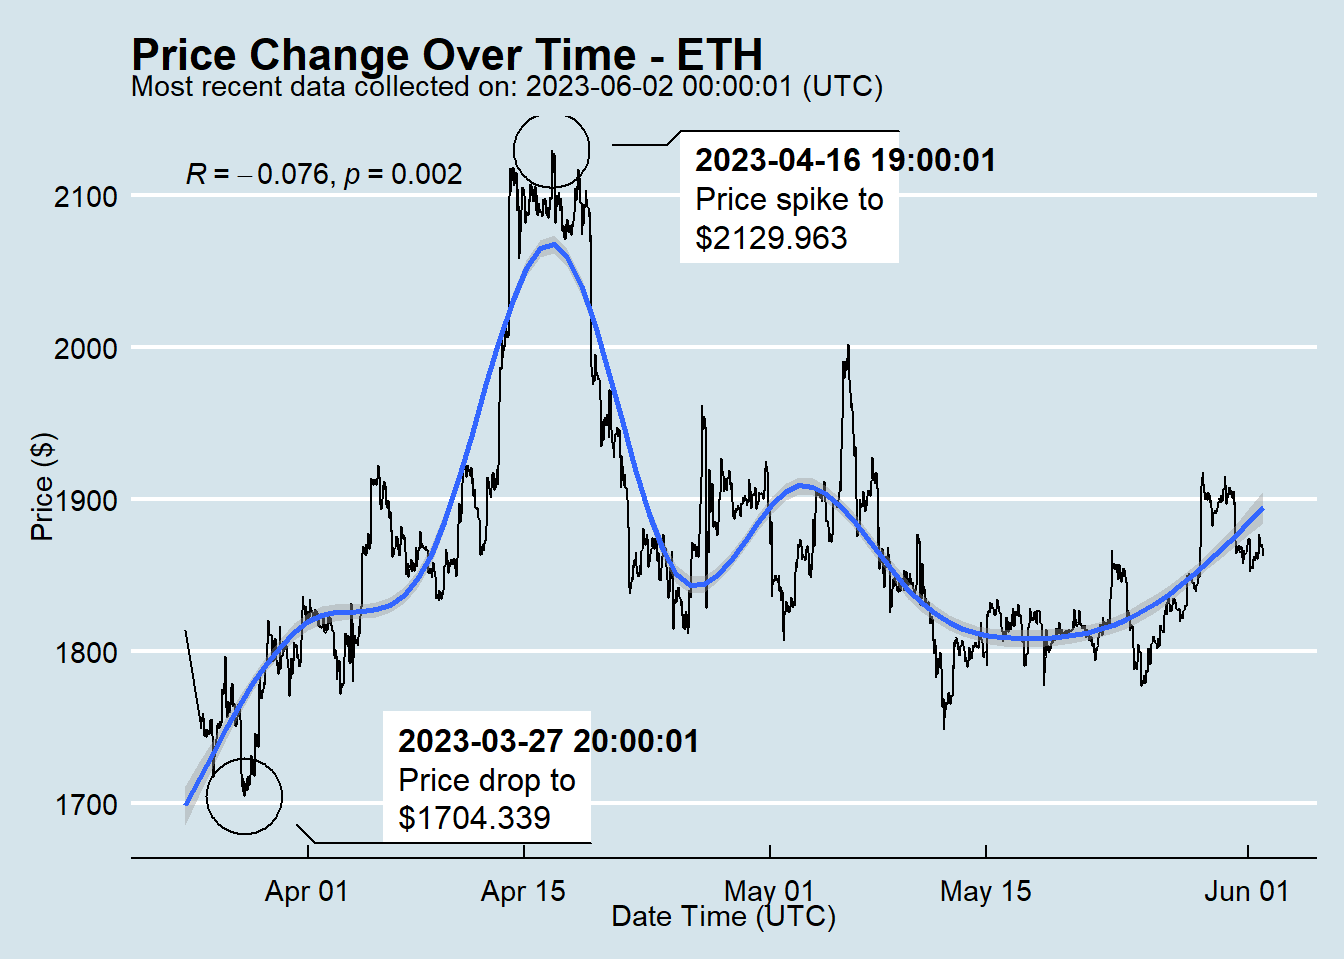 Price Change Over Time - ETH
Most recent data collected on: 2023-06-02 00:00:01 (UTC)
R = −0.076, p = 0.002
2023-04-16 19:00:01
Price spike to
$2129.963
2100
2000
1900
1800
1700
Price ($)
2023-03-27 20:00:01
Price drop to
$1704.339
Apr 01
Apr 15
May 01
May 15
Jun 01
Date Time (UTC)